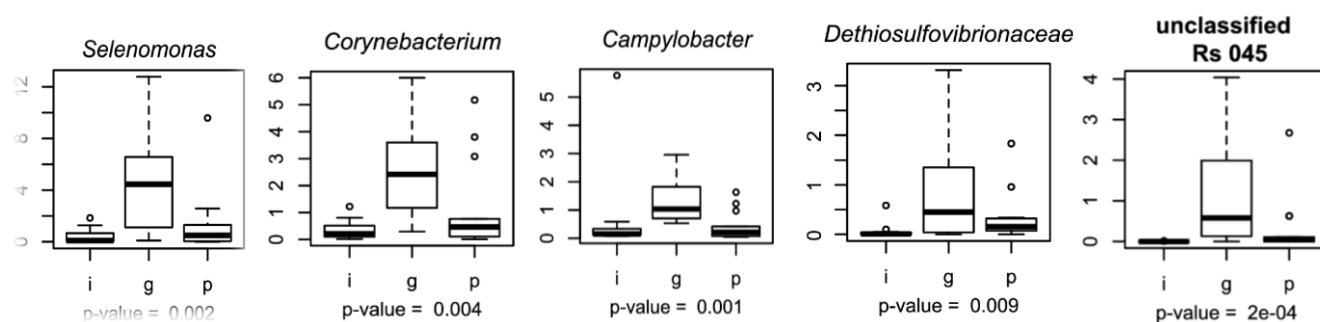 Selenomonas
12
8
4
0
i g p
p-value = 0.002
Corynebacterium
6
5
4
3
2
1
0
i g p
p-value = 0.004
Campylobacter
5
4
3
2
1
0
i g p
p-value = 0.001
Dethiosulfovibrionaceae
3
2
1
0
i g p
p-value = 0.009
unclassified
Rs 045
4
3
2
1
0
i g p
p-value = 2e-04